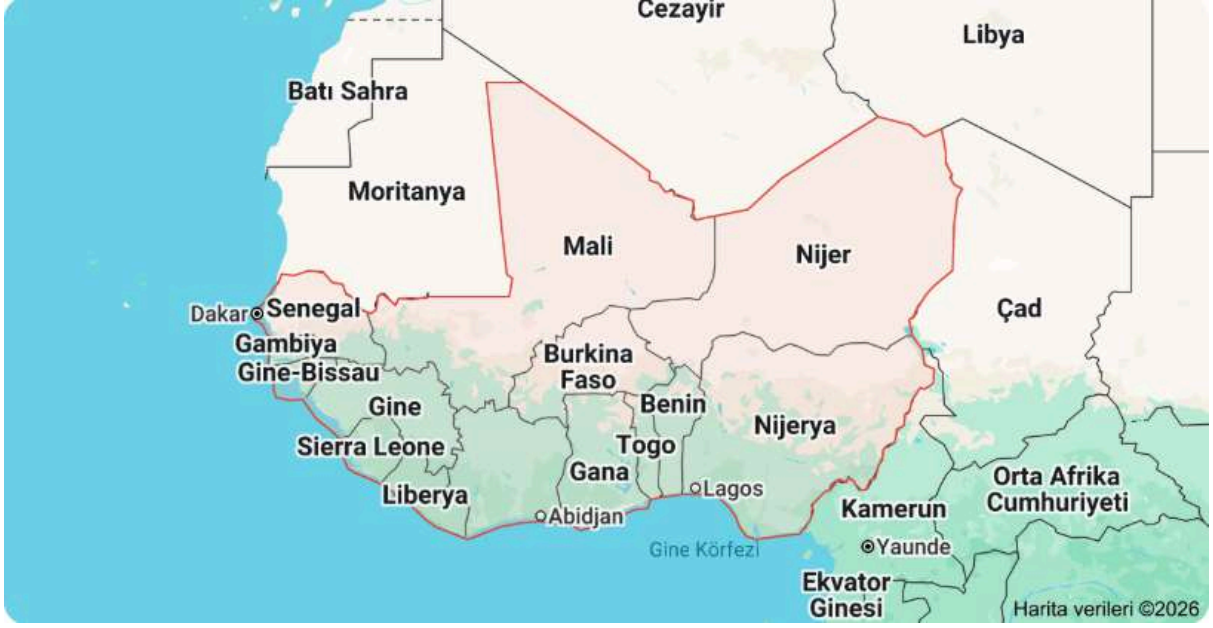 Cezayir
Libya
Batı Sahra
Moritanya
Mali
Nijer
Dakar
Senegal
Çad
Gambiya
Gine-Bissau
Burkina
Faso
Gine
Benin
Nijerya
Sierra Leone
Togo
Gana
Liberya
Lagos
Abidjan
Orta Afrika
Cumhuriyeti
Kamerun
Gine Körfezi
Yaunde
Ekvator
Ginesi
Harita verileri ©2026